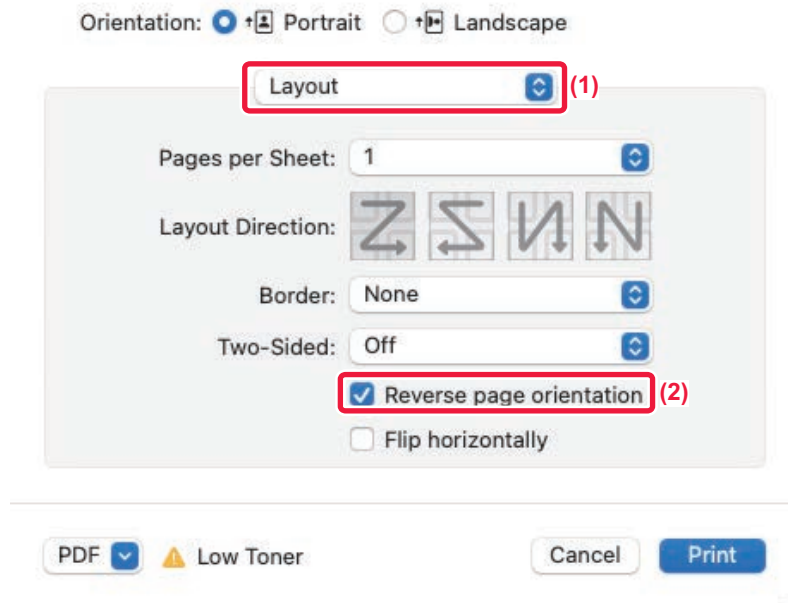 Orientation: Portrait Landscape
Layout (1)
Pages per Sheet: 1
Layout Direction:
Border: None
Two-Sided: Off
Reverse page orientation (2)
Flip horizontally
PDF Low Toner Cancel Print